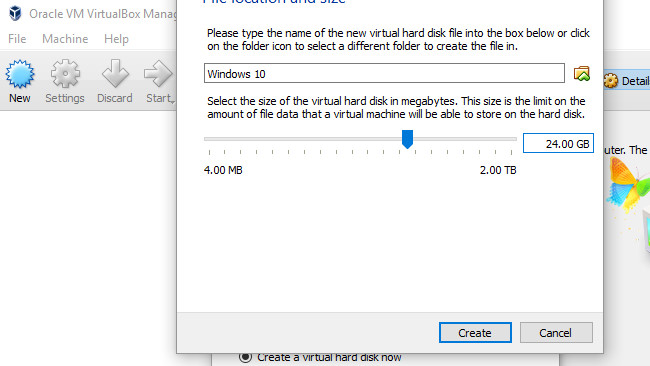 Oracle VM VirtualBox Manag
File location and size
File Machine Help
Please type the name of the new virtual hard disk file into the box below or click
on the folder icon to select a different folder to create the file in.
Windows 10
New Settings Discard Start
Detail
Select the size of the virtual hard disk in megabytes. This size is the limit on the
amount of file data that a virtual machine will be able to store on the hard disk.
24.00 GB
uter. The
4.00 MB
2.00 TB
Create
Cancel
Create a virtual hard disk now